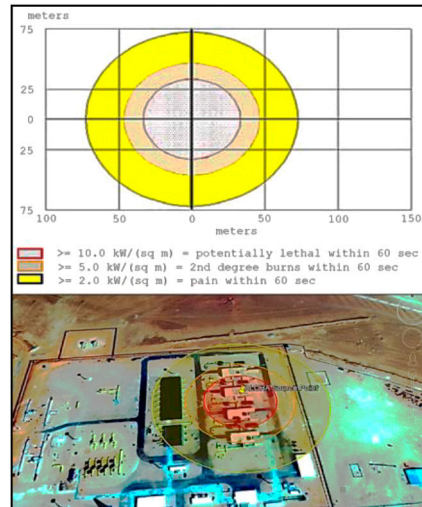 meters
75
25
0
25
75
100
50
0
50
100
150
meters
>= 10.0 kW/(sq m) = potentially lethal within 60 sec
>= 5.0 kW/(sq m) = 2nd degree burns within 60 sec
>= 2.0 kW/(sq m) = pain within 60 sec
Source Point